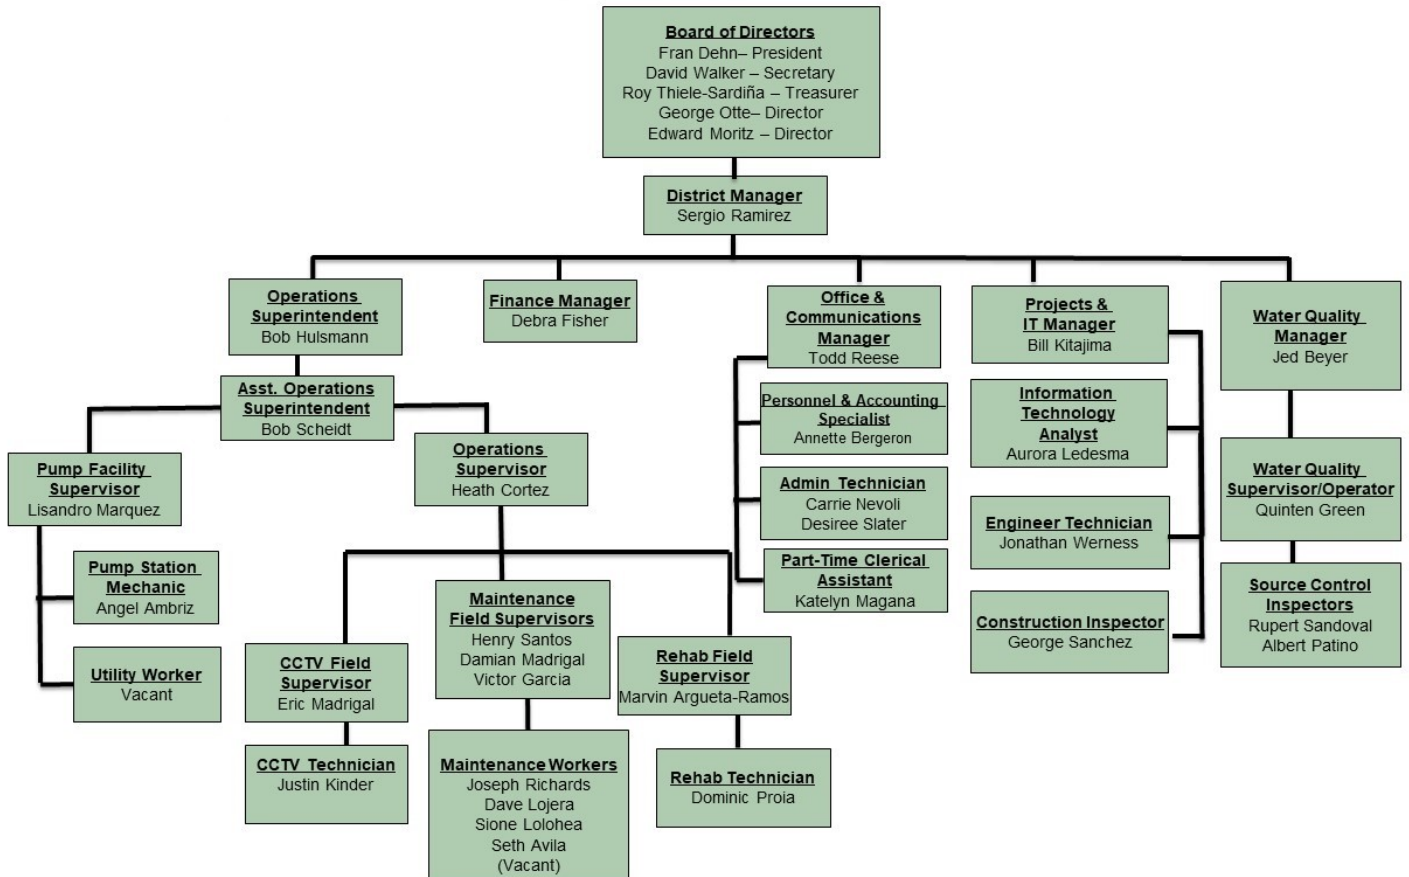 Board of Directors
Fran Dehn– President
David Walker – Secretary
Roy Thiele-Sardiña – Treasurer
George Otte– Director
Edward Moritz – Director
District Manager
Sergio Ramirez
Operations
Superintendent
Bob Hulsmann
Finance Manager
Debra Fisher
Office &
Communications
Manager
Todd Reese
Projects &
IT Manager
Bill Kitajima
Water Quality
Manager
Jed Beyer
Asst. Operations
Superintendent
Bob Scheidt
Personnel & Accounting
Specialist
Annette Bergeron
Information
Technology
Analyst
Aurora Ledesma
Pump Facility
Supervisor
Lisandro Marquez
Operations
Supervisor
Heath Cortez
Admin Technician
Carrie Nevoli
Desiree Slater
Water Quality
Supervisor/Operator
Quinten Green
Engineer Technician
Jonathan Werness
Pump Station
Mechanic
Angel Ambriz
Part-Time Clerical
Assistant
Katelyn Magana
Source Control
Inspectors
Rupert Sandoval
Albert Patino
Maintenance
Field Supervisors
Henry Santos
Damian Madrigal
Victor Garcia
Construction Inspector
George Sanchez
Utility Worker
Vacant
CCTV Field
Supervisor
Eric Madrigal
Rehab Field
Supervisor
Marvin Argueta-Ramos
CCTV Technician
Justin Kinder
Maintenance Workers
Joseph Richards
Dave Lojera
Sione Lolohea
Seth Avila
(Vacant)
Rehab Technician
Dominic Proia